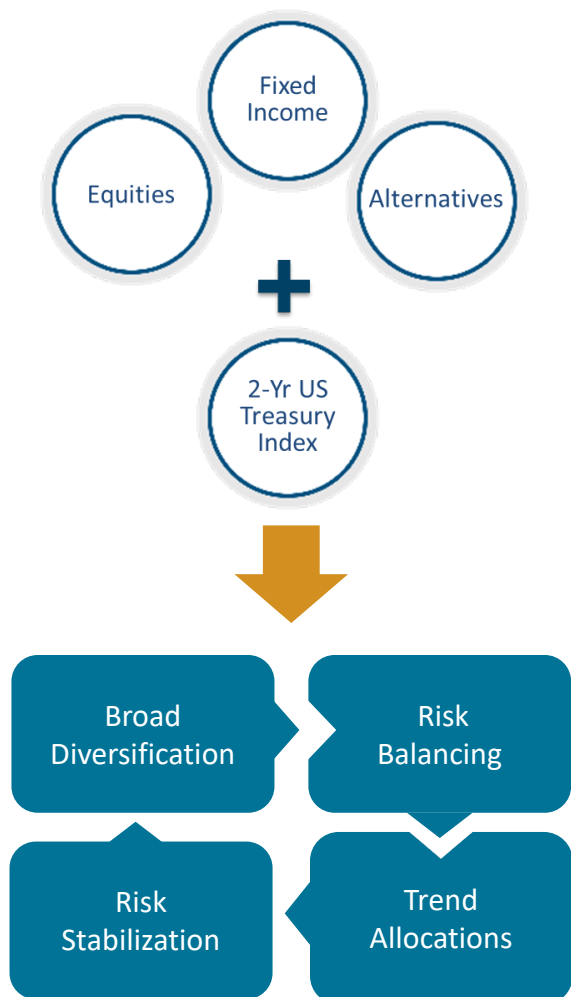 Fixed
Income
Equities
Alternatives
2-Yr US
Treasury
Index
Broad
Diversification
Risk
Balancing
Risk
Stabilization
Trend
Allocations